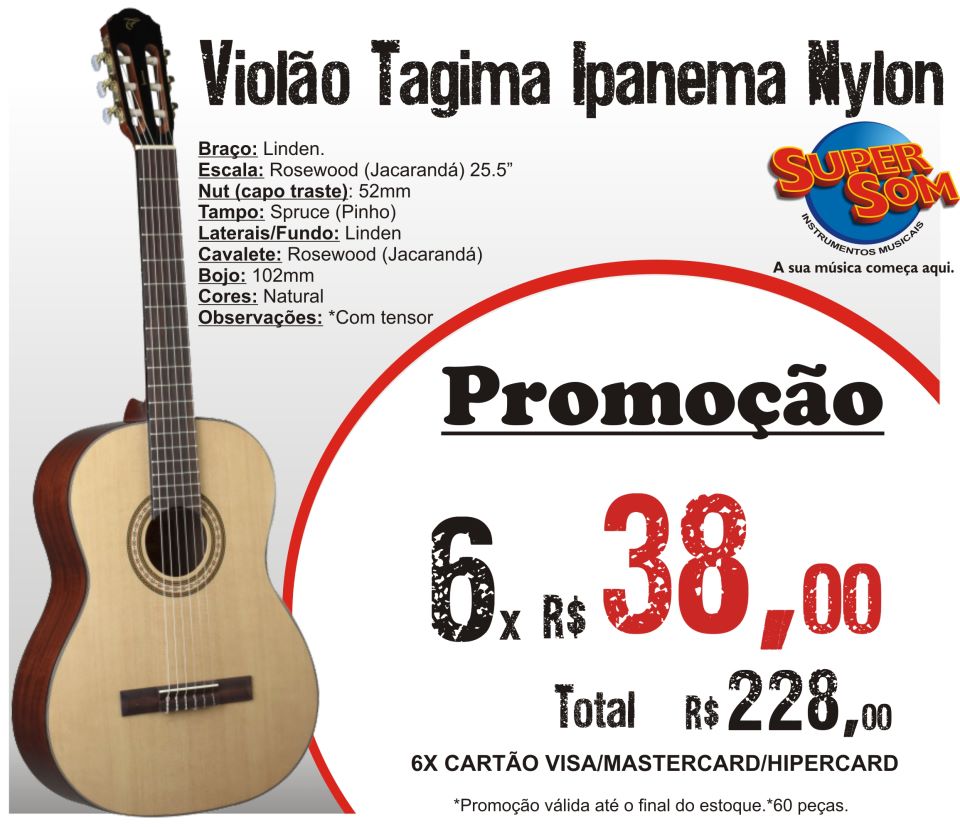 Violão Tagima Ipanema Nylon
Braço: Linden.
Escala: Rosewood (Jacarandá) 25.5”
Nut (capo traste): 52mm
Tampo: Spruce (Pinho)
Laterais/Fundo: Linden
Cavalete: Rosewood (Jacarandá)
Bojo: 102mm
Cores: Natural
Observações: *Com tensor
SUPER
SOM
INSTRUMENTOS MUSICAIS
A sua música começa aqui.
Promoção
6x R$ 38,00
Total R$ 228,00
6X CARTÃO VISA/MASTERCARD/HIPERCARD
*Promoção válida até o final do estoque.*60 peças.